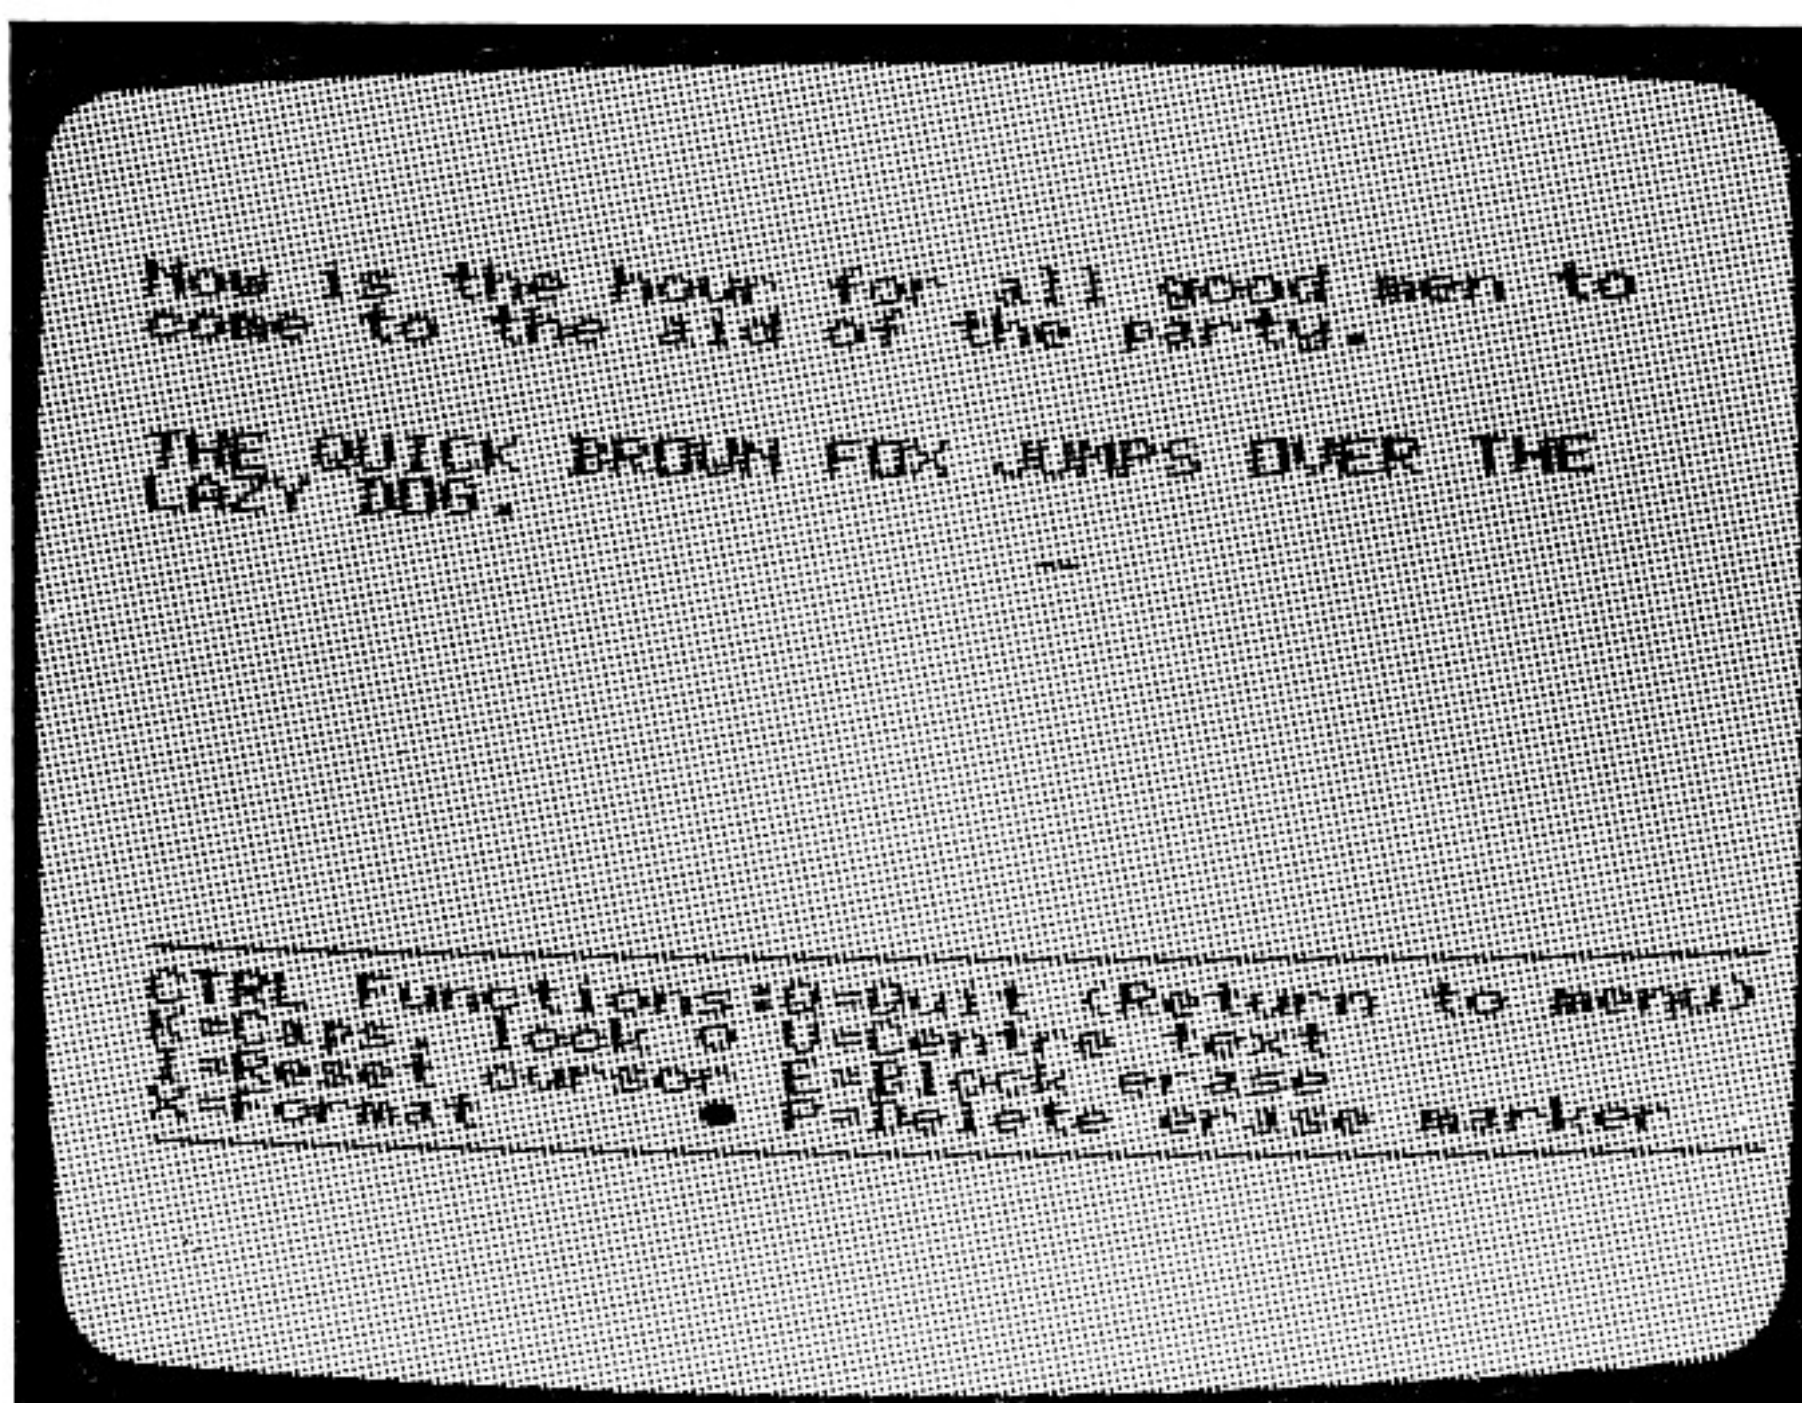 Now is the hour for all good men to
come to the aid of the party.
THE QUICK BROWN FOX JUMPS OVER THE
LAZY DOG.
CTRL Functions:Q=Quit (Return to menu)
K=Caps. lock o U=Centre text
I=Reset cursor E=Block erase
X=Format P=Delete erase marker